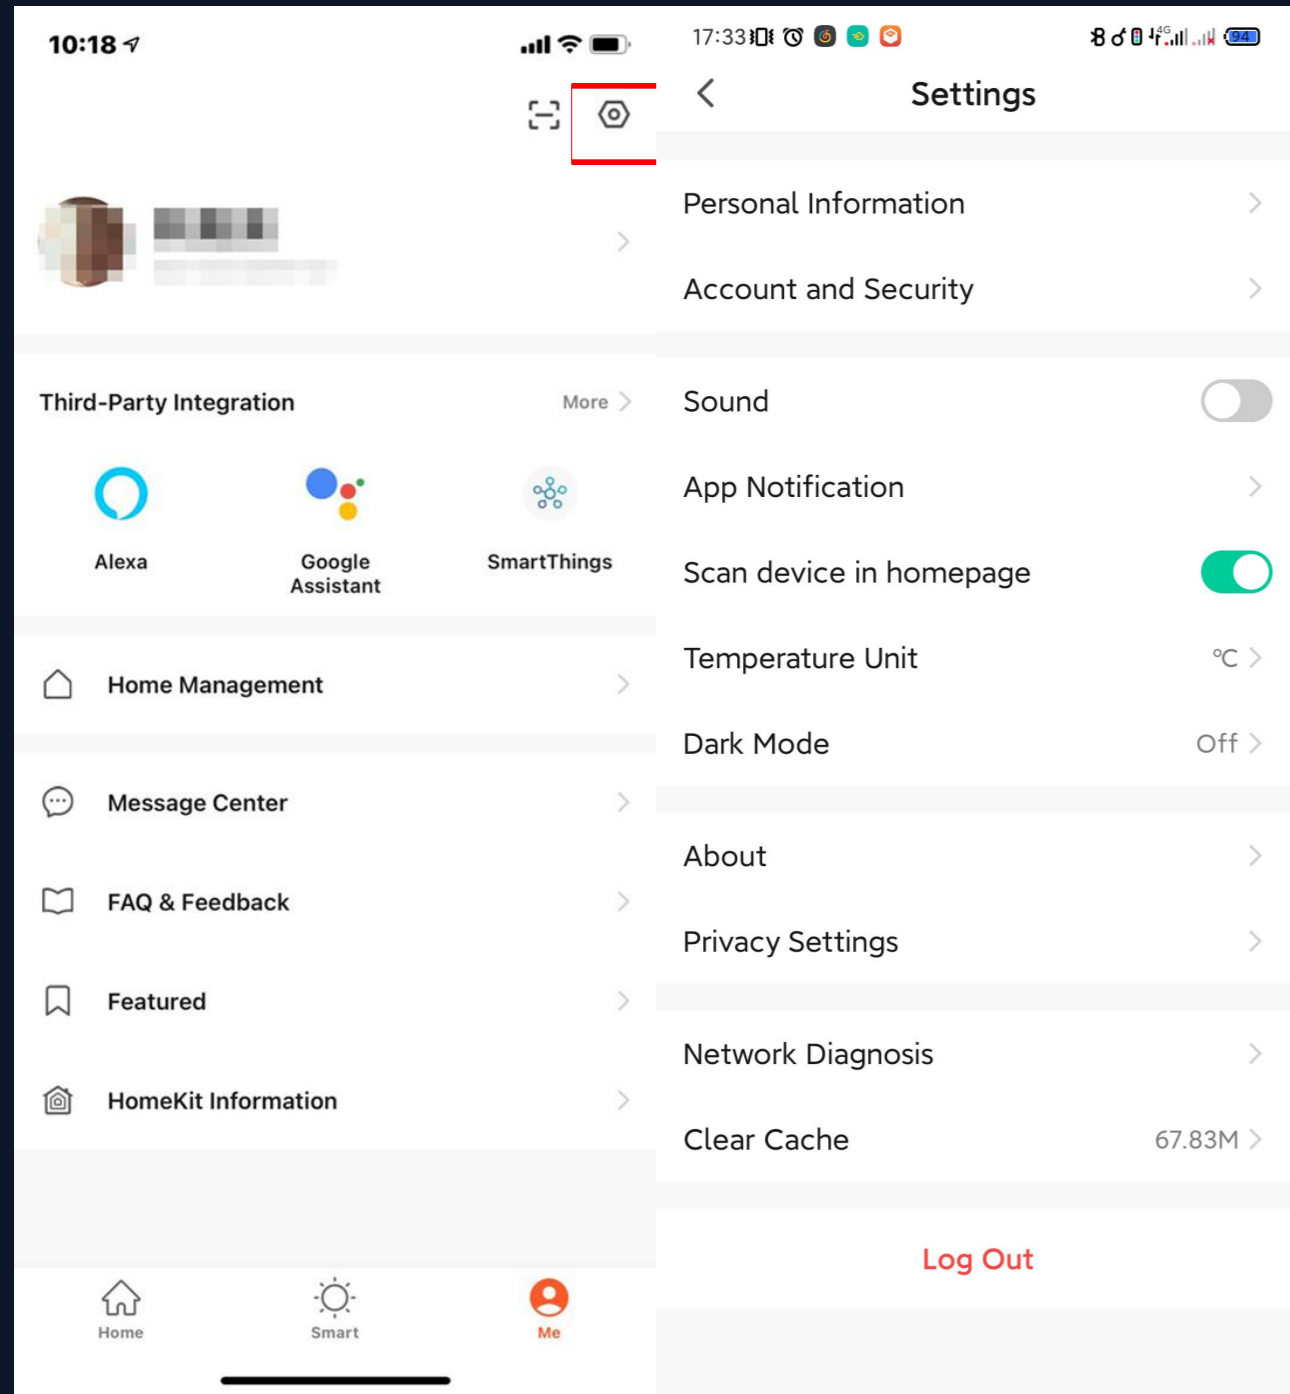 10:18
Third-Party Integration
More
Alexa
Google
Assistant
SmartThings
Home Management
Message Center
FAQ & Feedback
Featured
HomeKit Information
Home
Smart
Me
17:33
4G
94
Settings
Personal Information
Account and Security
Sound
App Notification
Scan device in homepage
Temperature Unit
°C
Dark Mode
Off
About
Privacy Settings
Network Diagnosis
Clear Cache
67.83M
Log Out